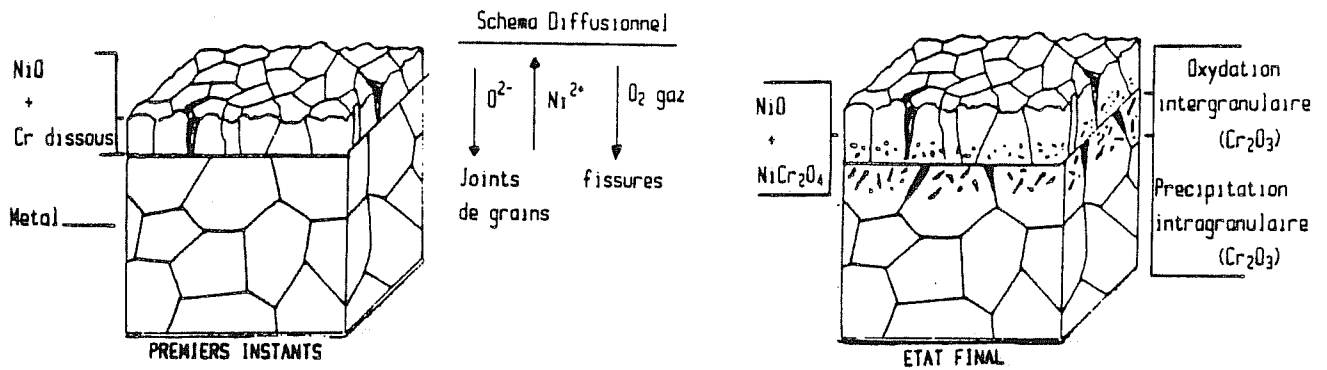 NiO
+
Cr dissous
Metal
PREMIERS INSTANTS
Schema Diffusionnel
O²⁻
Ni²⁺
O₂ gaz
Joints
de grains
fissures
NiO
+
NiCr₂O₄
Oxydation
intergranulaire
(Cr₂O₃)
Precipitation
intragranulaire
(Cr₂O₃)
ETAT FINAL